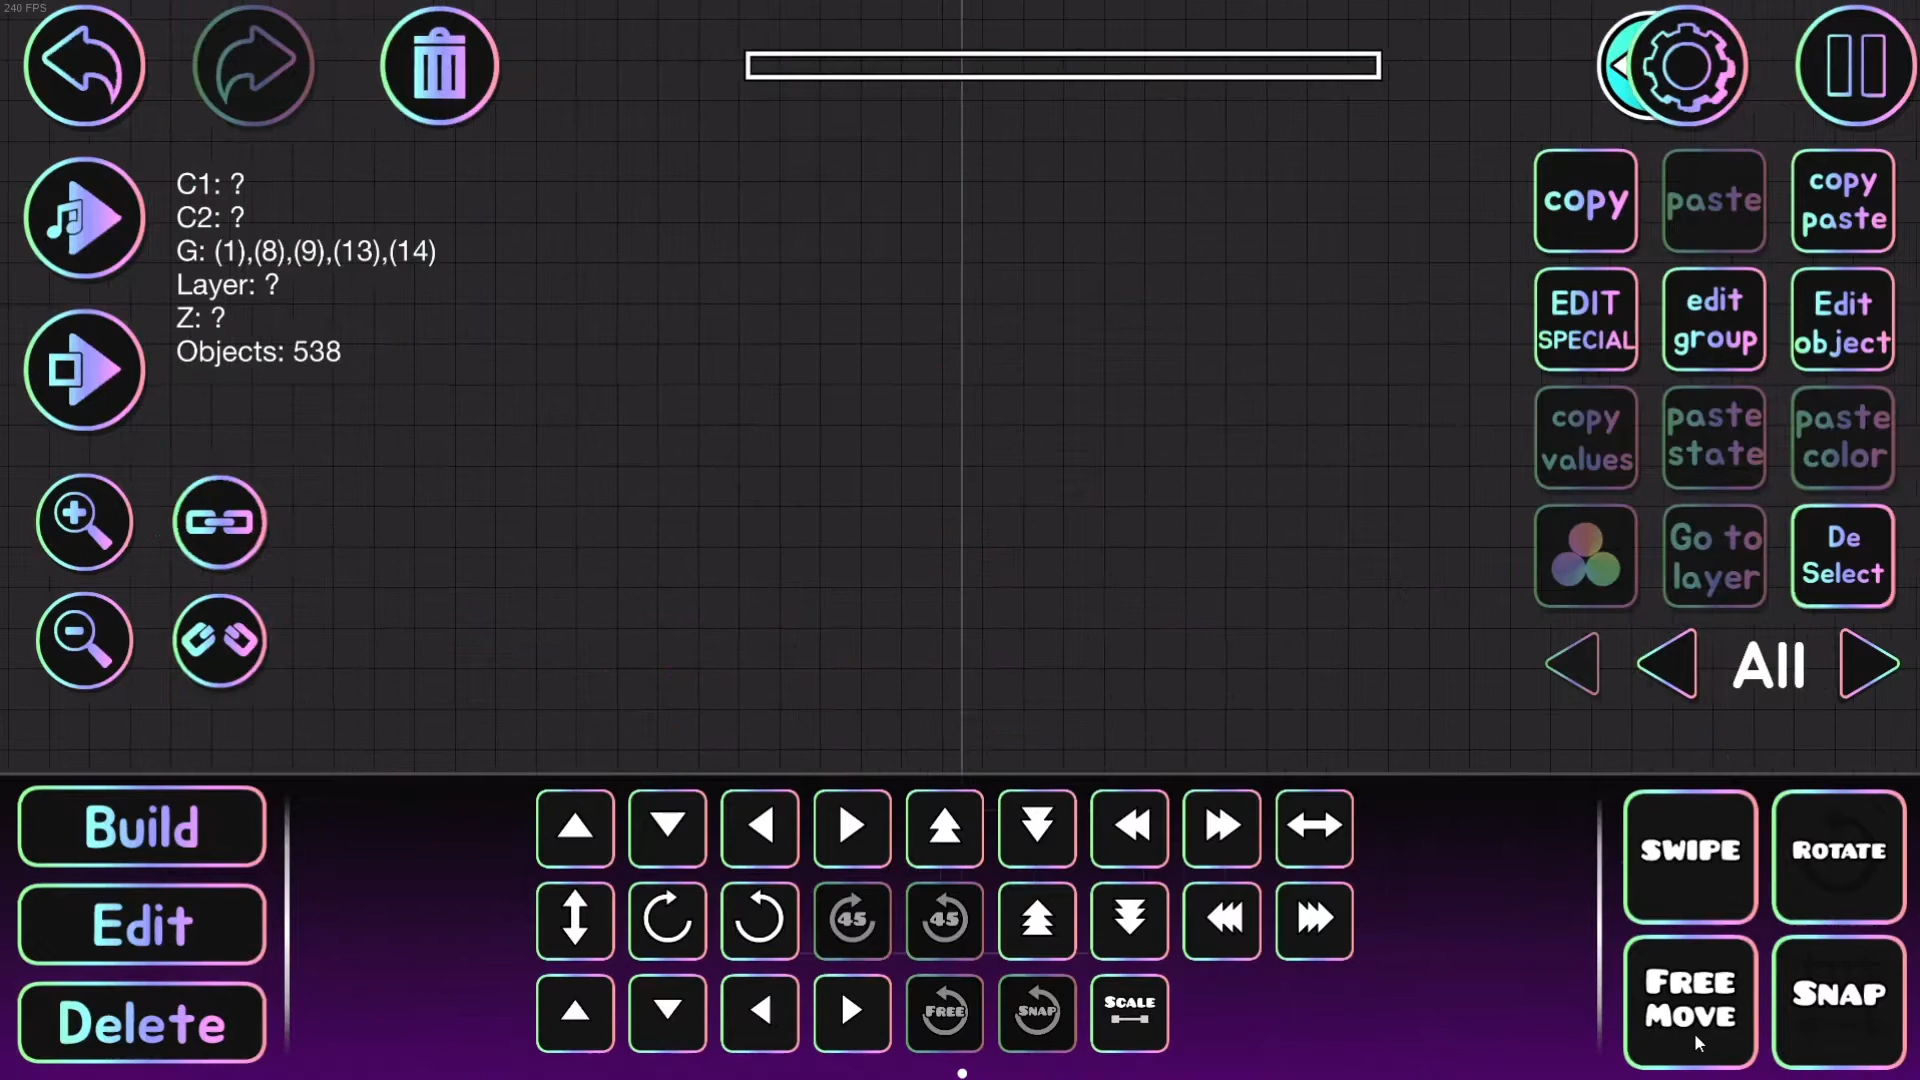 240 FPS
C1: ?
C2: ?
G: (1),(8),(9),(13),(14)
Layer: ?
Z: ?
Objects: 538
copy
paste
copy
paste
EDIT
SPECIAL
edit
group
Edit
object
copy
values
paste
state
paste
color
Go to
layer
De
Select
All
Build
Edit
Delete
45
45
FREE
SNAP
SCALE
SWIPE
ROTATE
FREE
MOVE
SNAP